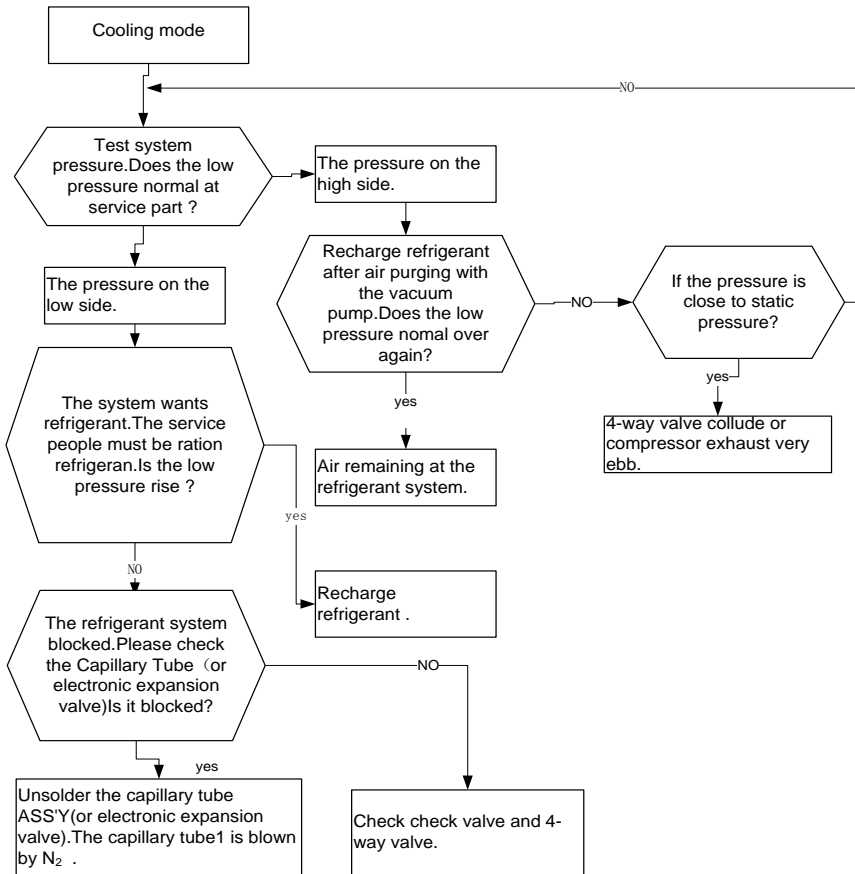 Cooling mode
NO
Test system
pressure.Does the low
pressure normal at
service part ?
The pressure on the
high side.
The pressure on the
low side.
Recharge refrigerant
after air purging with
the vacuum
pump.Does the low
pressure nomal over
again?
NO
If the pressure is
close to static
pressure?
yes
4-way valve collude or
compressor exhaust very
ebb.
yes
Air remaining at the
refrigerant system.
The system wants
refrigerant.The service
people must be ration
refrigeran.Is the low
pressure rise ?
yes
Recharge
refrigerant .
NO
The refrigerant system
blocked.Please check
the Capillary Tube（or
electronic expansion
valve)Is it blocked?
NO
yes
Unsolder the capillary tube
ASS'Y(or electronic expansion
valve).The capillary tube1 is blown
by N₂ .
Check check valve and 4-
way valve.